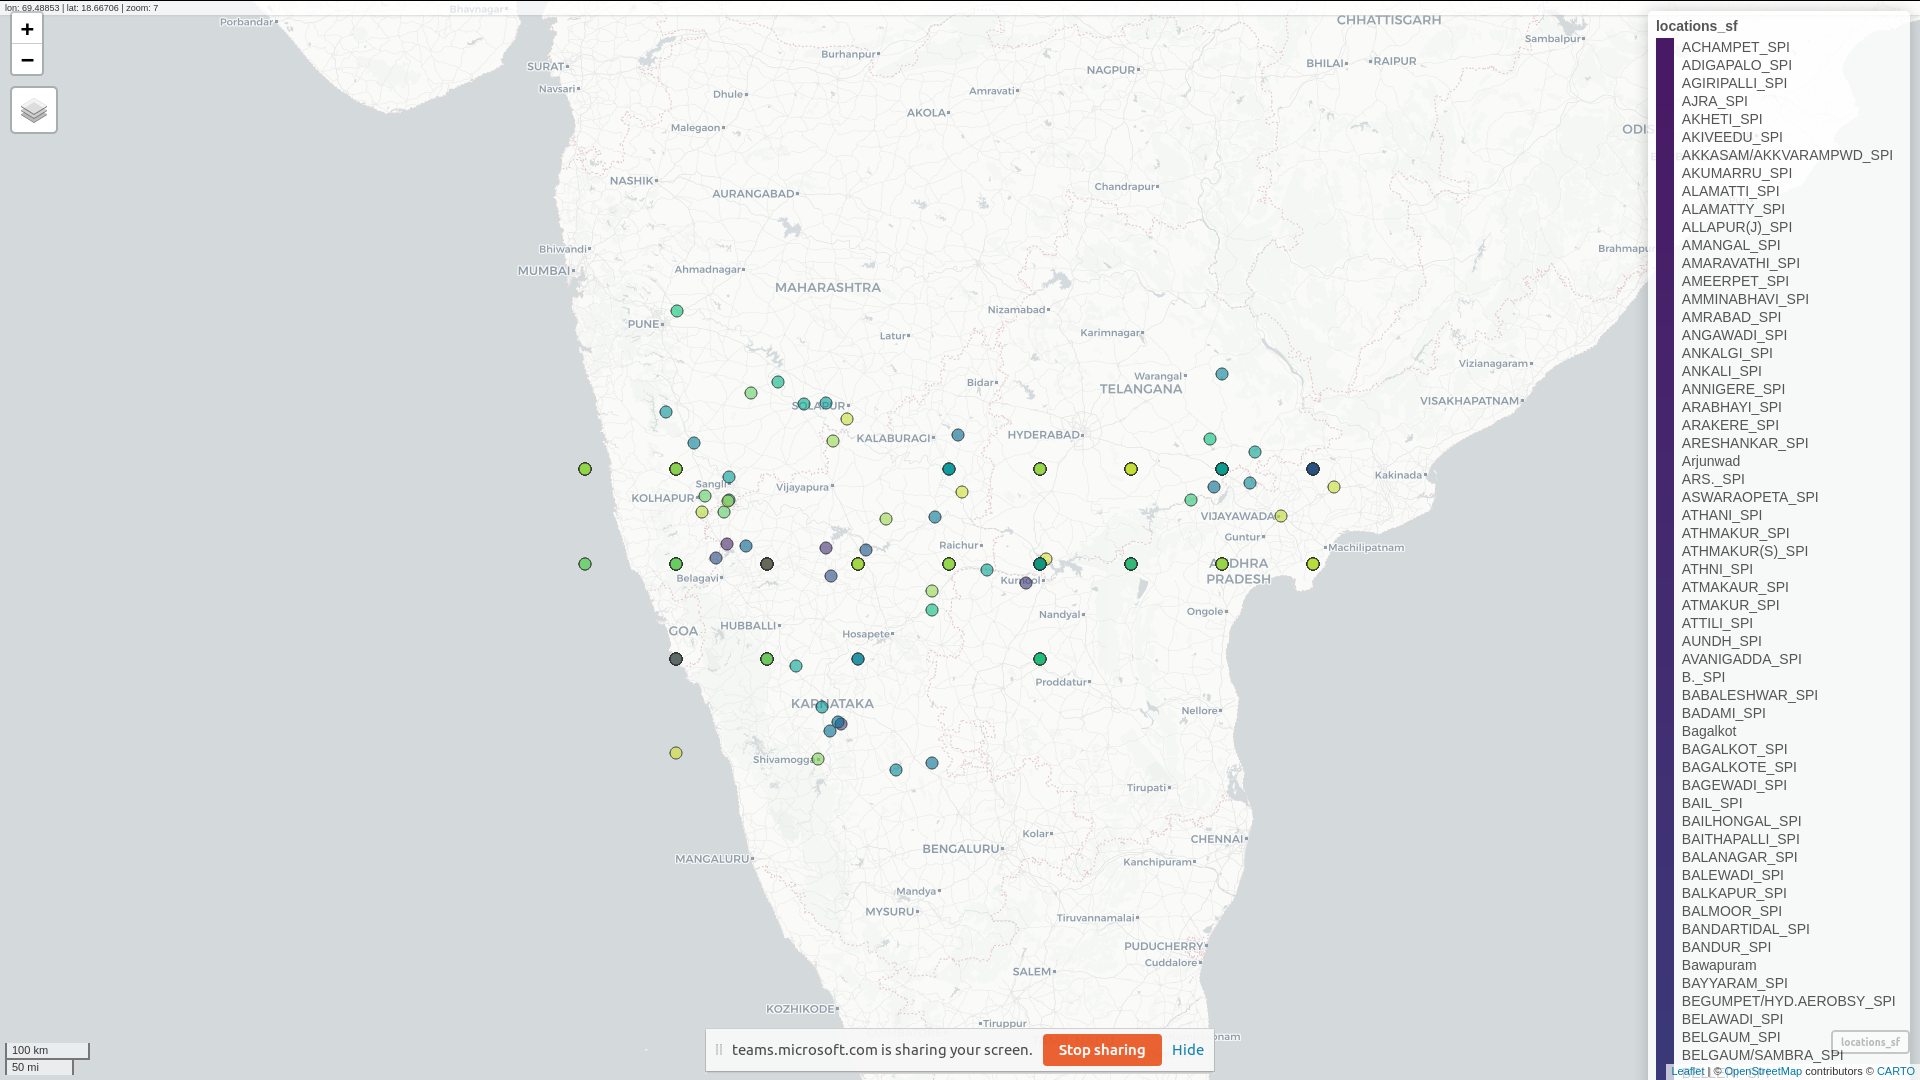 lon: 69.48853 | lat: 18.66706 | zoom: 7
+
−
Bhavnagar
Porbandar
CHHATTISGARH
Sambalpur
Burhanpur
SURAT
NAGPUR
BHILAI
RAIPUR
Navsari
Dhule
Amravati
AKOLA
Malegaon
NASHIK
AURANGABAD
Chandrapur
Bhiwandi
Brahmapur
MUMBAI
Ahmadnagar
MAHARASHTRA
Nizamabad
PUNE
Latur
Karimnagar
Vizianagaram
Bidar
Warangal
TELANGANA
VISAKHAPATNAM
SOLAPUR
KALABURAGI
HYDERABAD
Kakinada
Sangli
Vijayapura
KOLHAPUR
VIJAYAWADA
Guntur
Machilipatnam
Raichur
Belagavi
Kurnool
ANDHRA
PRADESH
Nandyal
Ongole
HUBBALLI
GOA
Hosapete
Proddatur
KARNATAKA
Nellore
Shivamogga
Tirupati
Kolar
CHENNAI
BENGALURU
MANGALURU
Kanchipuram
Mandya
MYSURU
Tiruvannamalai
PUDUCHERRY
Cuddalore
SALEM
KOZHIKODE
Tiruppur
100 km
50 mi
teams.microsoft.com is sharing your screen.
Stop sharing
Hide
locations_sf
ACHAMPET_SPI
ADIGAPALO_SPI
AGIRIPALLI_SPI
AJRA_SPI
AKHETI_SPI
AKIVEEDU_SPI
AKKASAM/AKKVARAMPWD_SPI
AKUMARRU_SPI
ALAMATTI_SPI
ALAMATTY_SPI
ALLAPUR(J)_SPI
AMANGAL_SPI
AMARAVATHI_SPI
AMEERPET_SPI
AMMINABHAVI_SPI
AMRABAD_SPI
ANGAWADI_SPI
ANKALGI_SPI
ANKALI_SPI
ANNIGERE_SPI
ARABHAYI_SPI
ARAKERE_SPI
ARESHANKAR_SPI
Arjunwad
ARS._SPI
ASWARAOPETA_SPI
ATHANI_SPI
ATHMAKUR_SPI
ATHMAKUR(S)_SPI
ATHNI_SPI
ATMAKAUR_SPI
ATMAKUR_SPI
ATTILI_SPI
AUNDH_SPI
AVANIGADDA_SPI
B._SPI
BABALESHWAR_SPI
BADAMI_SPI
Bagalkot
BAGALKOT_SPI
BAGALKOTE_SPI
BAGEWADI_SPI
BAIL_SPI
BAILHONGAL_SPI
BAITHAPALLI_SPI
BALANAGAR_SPI
BALEWADI_SPI
BALKAPUR_SPI
BALMOOR_SPI
BANDARTIDAL_SPI
BANDUR_SPI
Bawapuram
BAYYARAM_SPI
BEGUMPET/HYD.AEROBSY_SPI
BELAWADI_SPI
BELGAUM_SPI
BELGAUM/SAMBRA_SPI
locations_sf
Leaflet | © OpenStreetMap contributors © CARTO